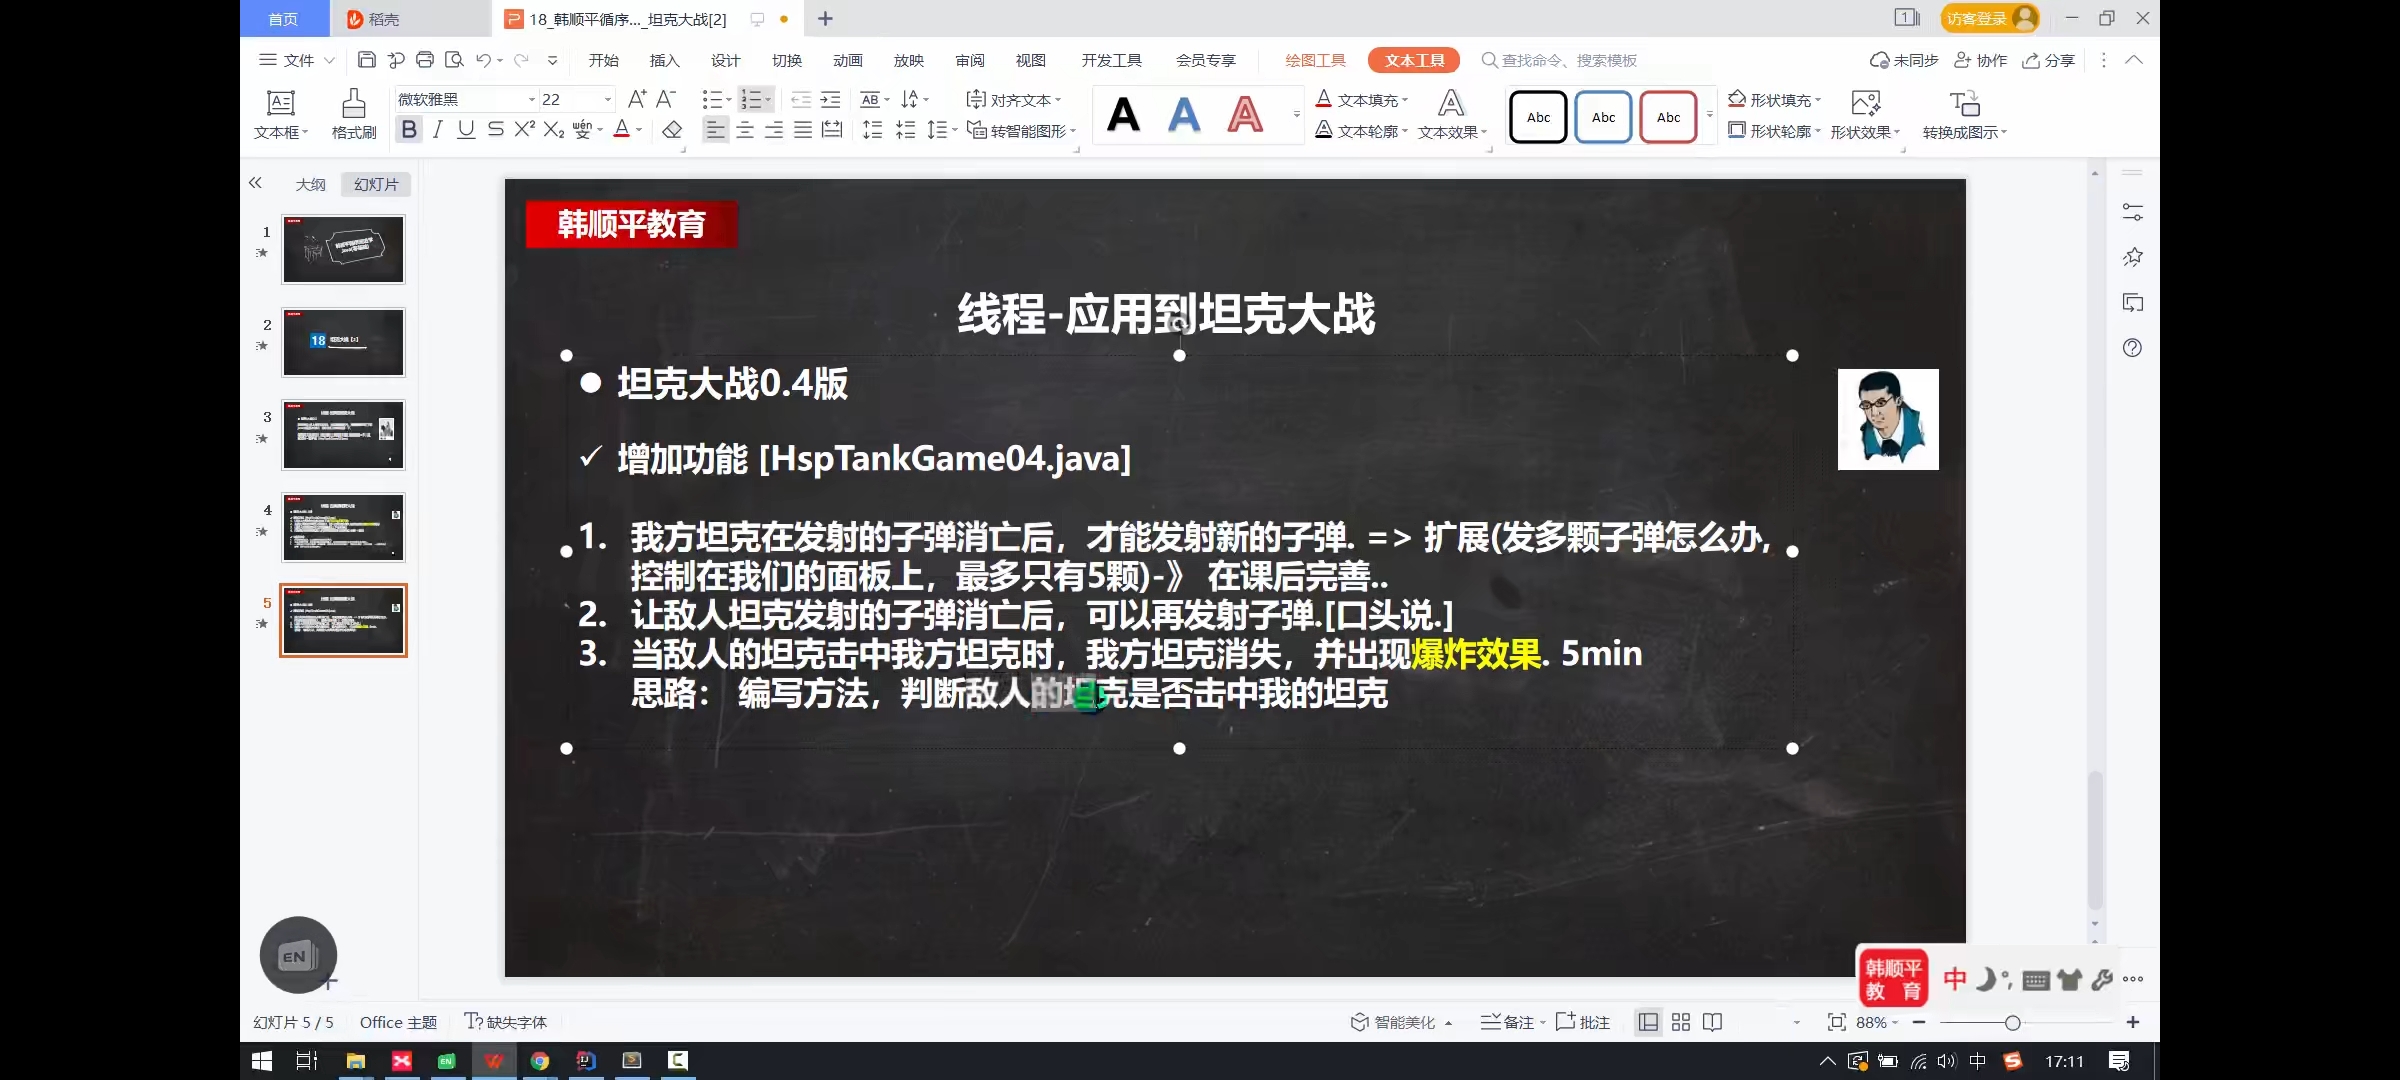 首页
稻壳
18_韩顺平循序..._坦克大战[2]
访客登录
文件
开始
插入
设计
切换
动画
放映
审阅
视图
开发工具
会员专享
绘图工具
文本工具
查找命令、搜索模板
未同步
协作
分享
文本框
格式刷
微软雅黑
22
对齐文本
转智能图形
文本填充
文本轮廓
文本效果
Abc
Abc
Abc
形状填充
形状轮廓
形状效果
转换成图示
大纲
幻灯片
1
2
3
4
5
18
韩顺平教育
线程-应用到坦克大战
● 坦克大战0.4版
✓ 增加功能 [HspTankGame04.java]
1. 我方坦克在发射的子弹消亡后，才能发射新的子弹. => 扩展(发多颗子弹怎么办,
控制在我们的面板上，最多只有5颗)-》 在课后完善..
2. 让敌人坦克发射的子弹消亡后，可以再发射子弹.[口头说.]
3. 当敌人的坦克击中我方坦克时，我方坦克消失，并出现爆炸效果. 5min
思路： 编写方法，判断敌人的坦克是否击中我的坦克
EN
韩顺平
教 育
中
幻灯片 5 / 5
Office 主题
缺失字体
智能美化
备注
批注
88%
中
17:11